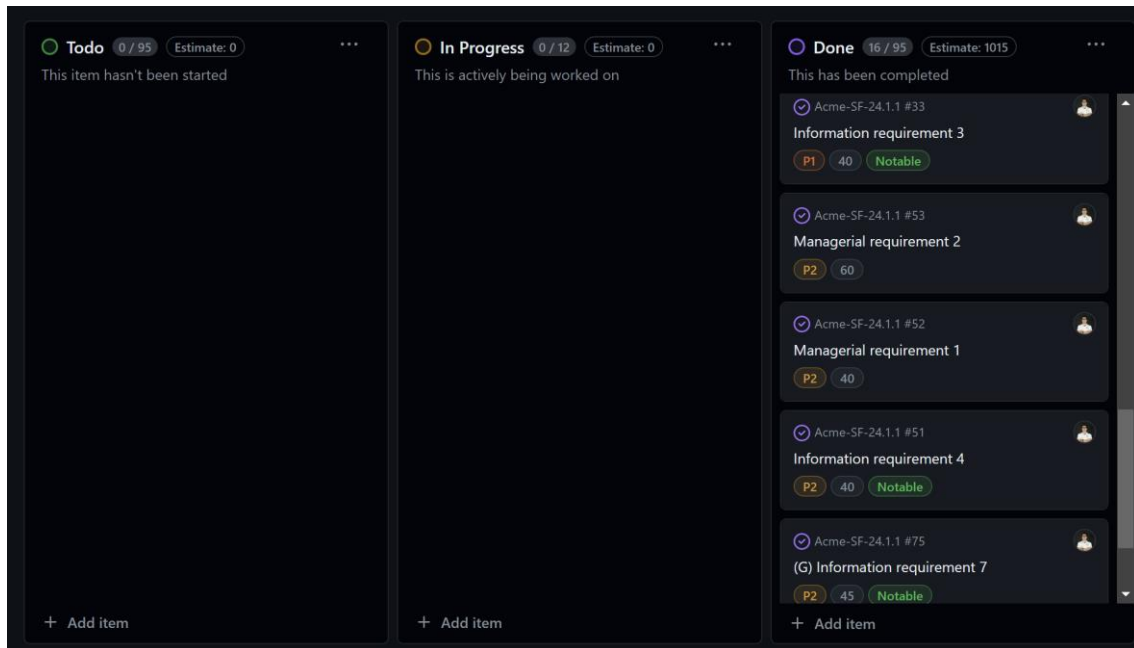 Todo 0 / 95 Estimate: 0 ...
This item hasn't been started
+ Add item
In Progress 0 / 12 Estimate: 0 ...
This is actively being worked on
+ Add item
Done 16 / 95 Estimate: 1015 ...
This has been completed
Acme-SF-24.1.1 #33
Information requirement 3
P1 40 Notable
Acme-SF-24.1.1 #53
Managerial requirement 2
P2 60
Acme-SF-24.1.1 #52
Managerial requirement 1
P2 40
Acme-SF-24.1.1 #51
Information requirement 4
P2 40 Notable
Acme-SF-24.1.1 #75
(G) Information requirement 7
P2 45 Notable
+ Add item